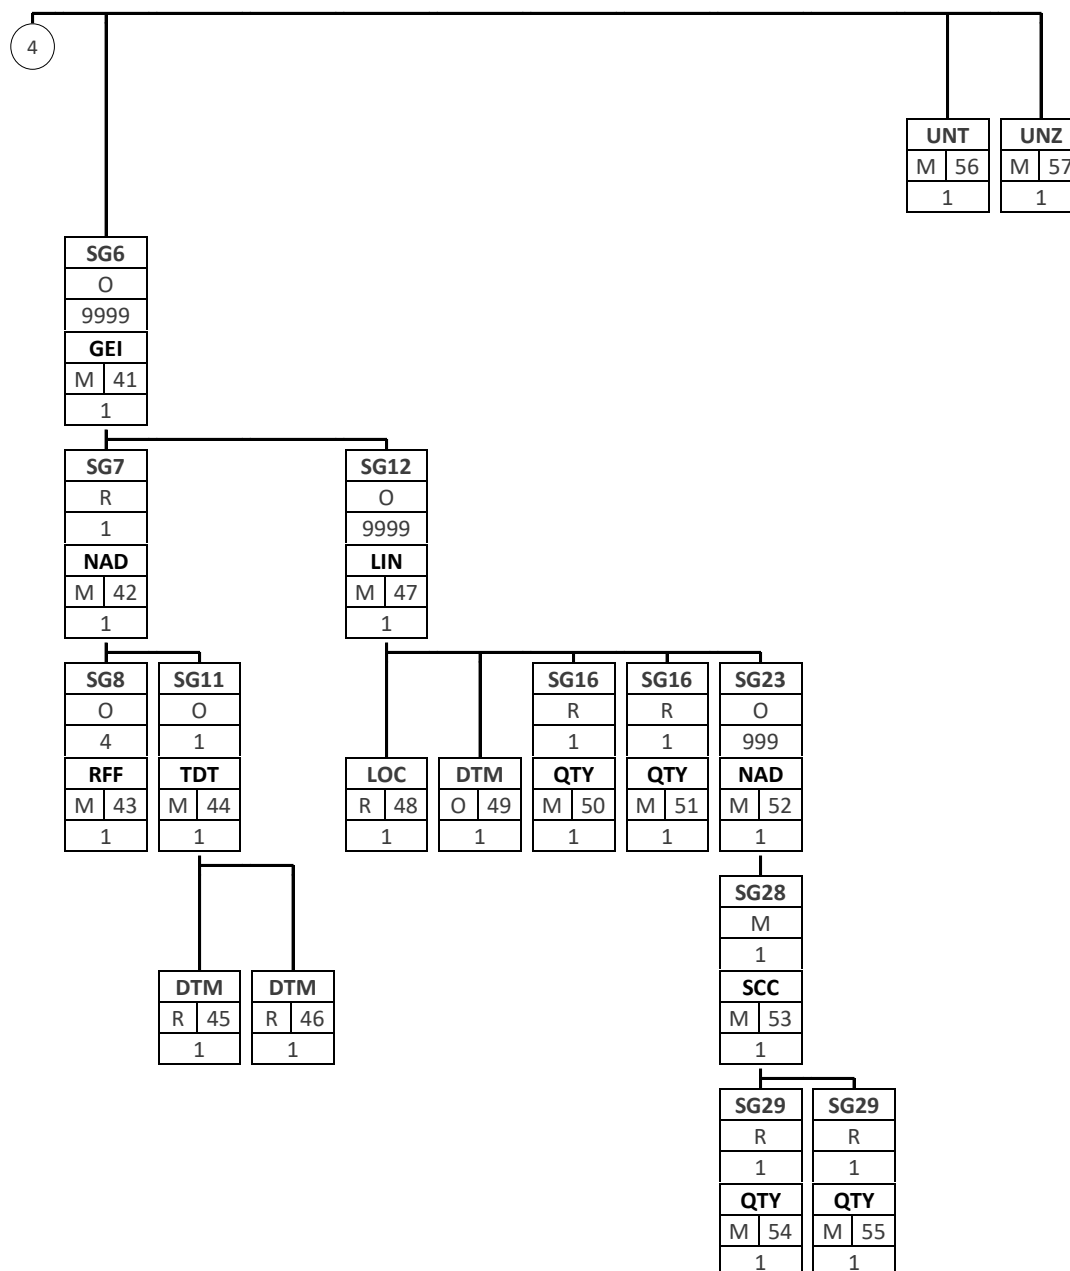 4
UNT UNZ
M 56 M 57
1 1
SG6
O
9999
GEI
M 41
1
SG7 SG12
R O
1 9999
NAD LIN
M 42 M 47
1 1
SG8 SG11 SG16 SG16 SG23
O O R R O
4 1 1 1 999
RFF TDT LOC DTM QTY QTY NAD
M 43 M 44 R 48 O 49 M 50 M 51 M 52
1 1 1 1 1 1 1
SG28
M
1
DTM DTM SCC
R 45 R 46 M 53
1 1 1
SG29 SG29
R R
1 1
QTY QTY
M 54 M 55
1 1